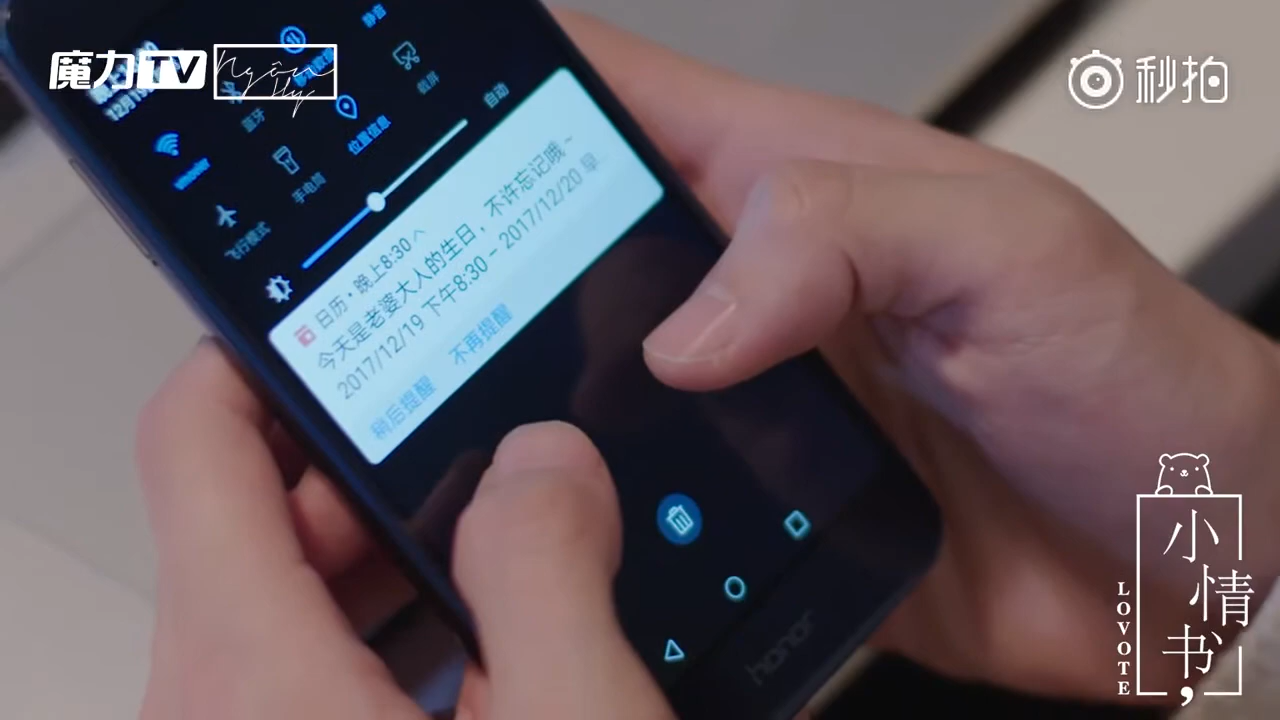 魔力TV
Ngôn
lly
秒拍
静音
截屏
蓝牙
位置信息
自动
手电筒
飞行模式
日历 · 晚上8:30
今天是老婆大人的生日，不许忘记哦~
2017/12/19 下午8:30 – 2017/12/20 早
稍后提醒 不再提醒
honor
小情书,
LOVOTE